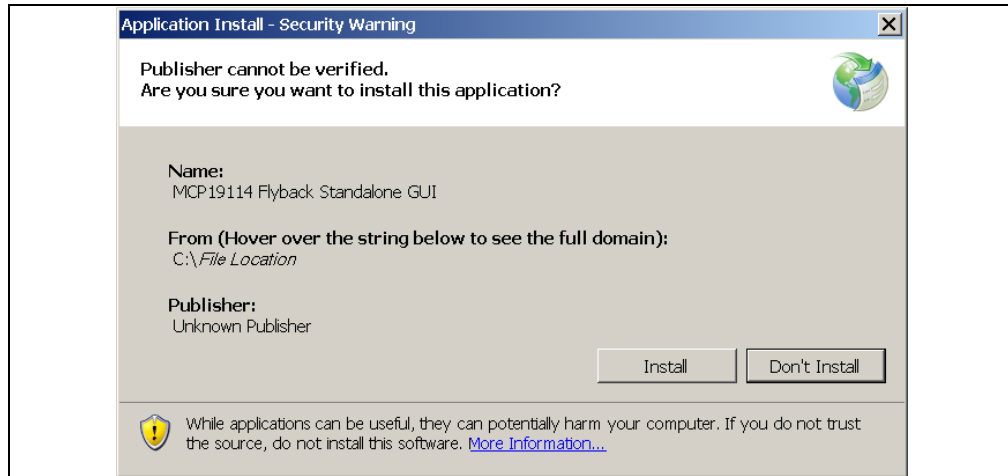 Application Install - Security Warning
Publisher cannot be verified.
Are you sure you want to install this application?
Name:
MCP19114 Flyback Standalone GUI
From (Hover over the string below to see the full domain):
C:\File Location
Publisher:
Unknown Publisher
Install Don't Install
While applications can be useful, they can potentially harm your computer. If you do not trust
the source, do not install this software. More Information...